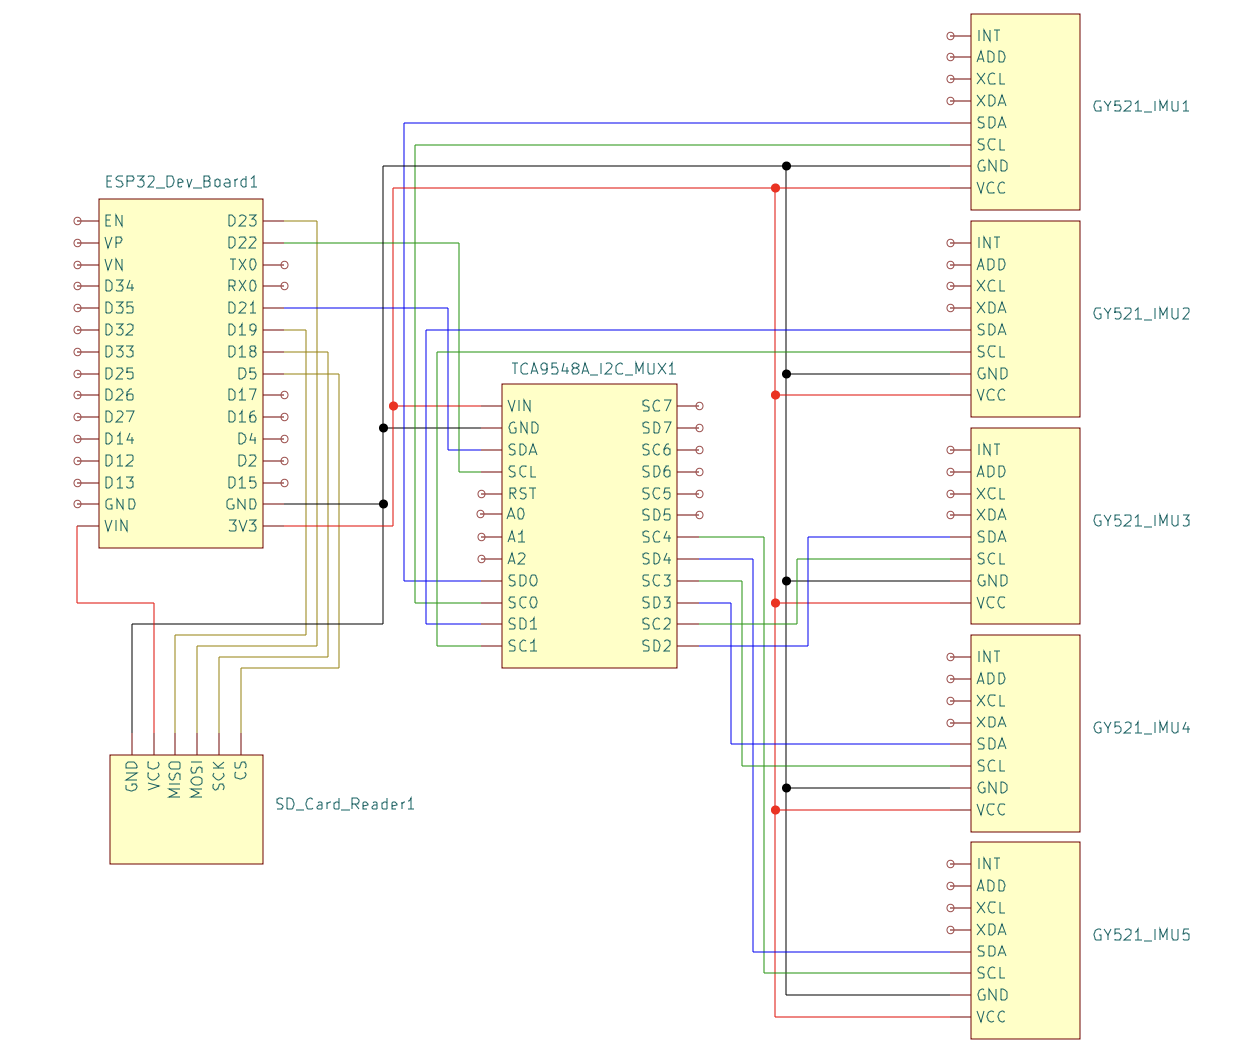 ESP32_Dev_Board1
EN
VP
VN
D34
D35
D32
D33
D25
D26
D27
D14
D12
D13
GND
VIN
D23
D22
TX0
RX0
D21
D19
D18
D5
D17
D16
D4
D2
D15
GND
3V3
SD_Card_Reader1
GND
VCC
MISO
MOSI
SCK
CS
TCA9548A_I2C_MUX1
VIN
GND
SDA
SCL
RST
A0
A1
A2
SD0
SC0
SD1
SC1
SC7
SD7
SC6
SD6
SC5
SD5
SC4
SD4
SC3
SD3
SC2
SD2
GY521_IMU1
INT
ADD
XCL
XDA
SDA
SCL
GND
VCC
GY521_IMU2
INT
ADD
XCL
XDA
SDA
SCL
GND
VCC
GY521_IMU3
INT
ADD
XCL
XDA
SDA
SCL
GND
VCC
GY521_IMU4
INT
ADD
XCL
XDA
SDA
SCL
GND
VCC
GY521_IMU5
INT
ADD
XCL
XDA
SDA
SCL
GND
VCC